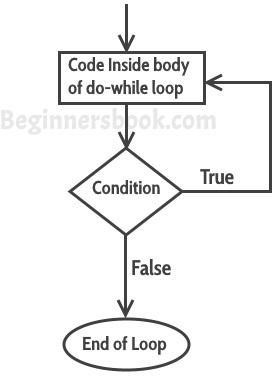 Code Inside body
of do-while loop
Beginnersbook.com
Condition
True
False
End of Loop